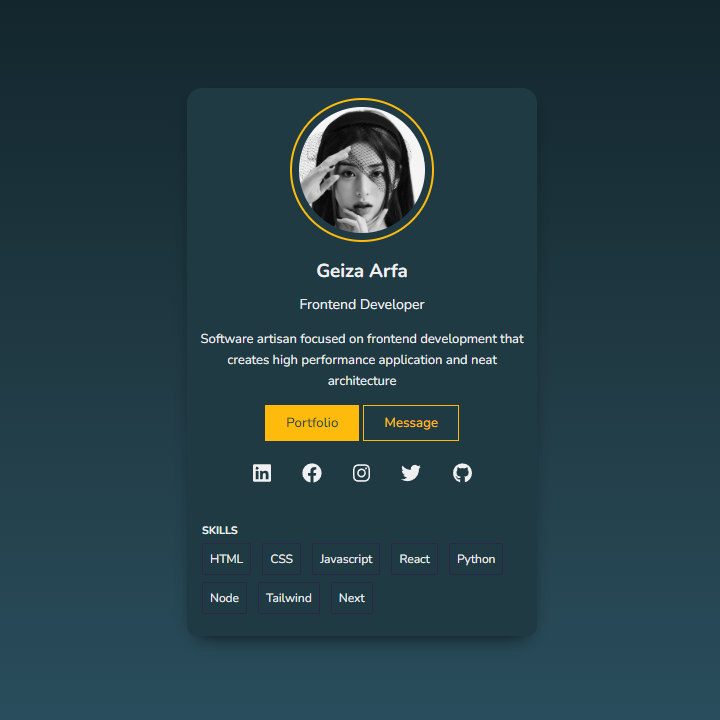 Geiza Arfa
Frontend Developer
Software artisan focused on frontend development that
creates high performance application and neat
architecture
Portfolio Message
SKILLS
HTML CSS Javascript React Python
Node Tailwind Next